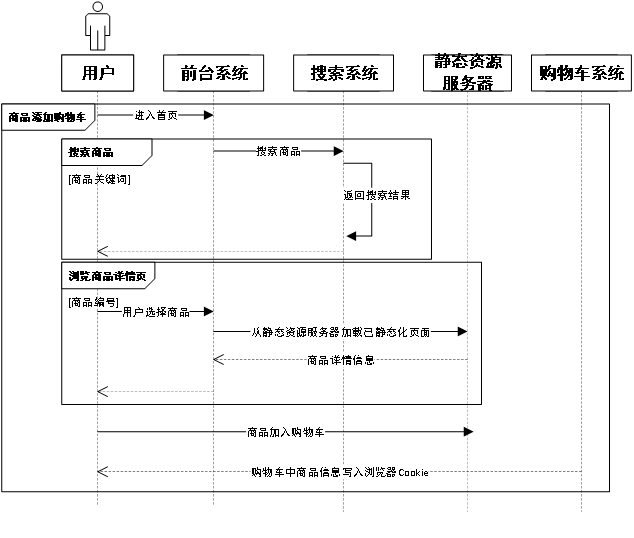 用户
前台系统
搜索系统
静态资源
服务器
购物车系统
商品添加购物车
进入首页
搜索商品
搜索商品
[商品关键词]
返回搜索结果
浏览商品详情页
[商品编号]
用户选择商品
从静态资源服务器加载已静态化页面
商品详情信息
商品加入购物车
购物车中商品信息写入浏览器Cookie